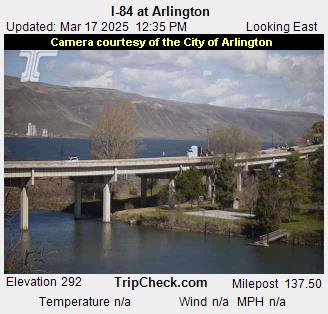 I-84 at Arlington
Updated: Mar 17 2025 12:35 PM Looking East
Camera courtesy of the City of Arlington
Elevation 292 TripCheck.com Milepost 137.50
Temperature n/a Wind n/a MPH n/a